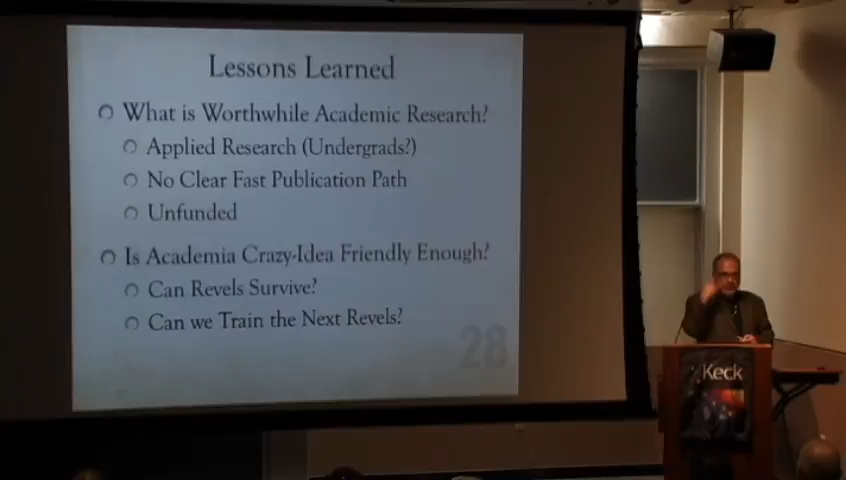 Lessons Learned
What is Worthwhile Academic Research?
Applied Research (Undergrads?)
No Clear Fast Publication Path
Unfunded
Is Academia Crazy-Idea Friendly Enough?
Can Revels Survive?
Can we Train the Next Revels?
28
Keck